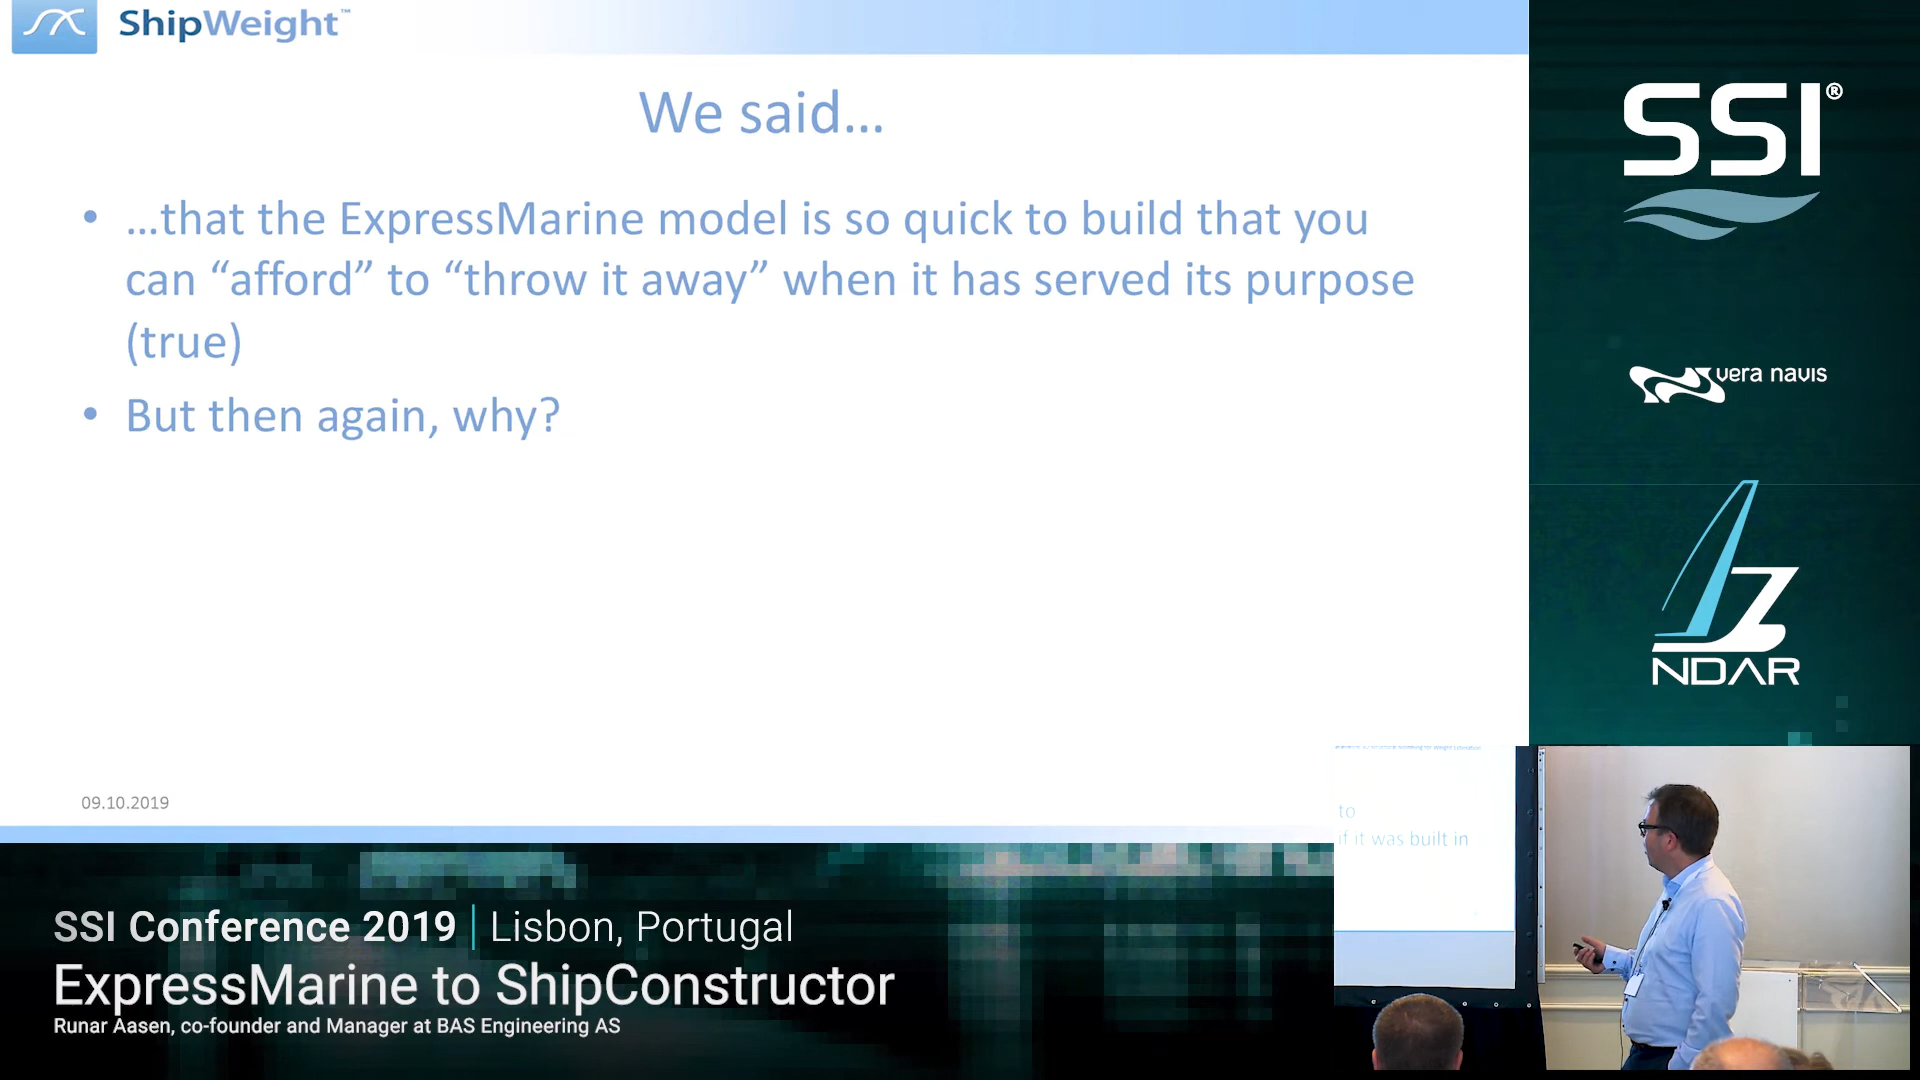 ShipWeight™
We said...
• ...that the ExpressMarine model is so quick to build that you
can “afford” to “throw it away” when it has served its purpose
(true)
• But then again, why?
09.10.2019
SSI®
vera navis
NDAR
to
if it was built in
SSI Conference 2019 | Lisbon, Portugal
ExpressMarine to ShipConstructor
Runar Aasen, co-founder and Manager at BAS Engineering AS